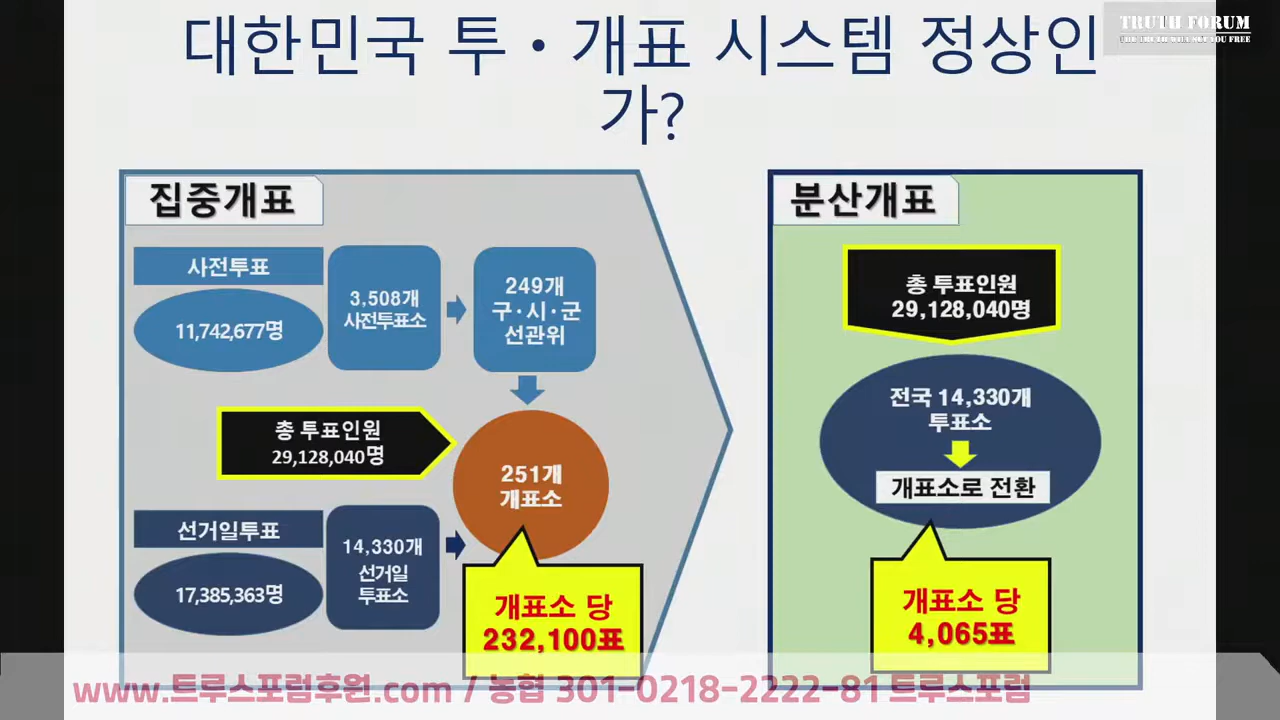 대한민국 투・개표 시스템 정상인
가?
TRUTH FORUM
집중개표
사전투표
11,742,677명
3,508개
사전투표소
249개
구·시·군
선관위
총 투표인원
29,128,040명
251개
개표소
선거일투표
17,385,363명
14,330개
선거일
투표소
개표소 당
232,100표
분산개표
총 투표인원
29,128,040명
전국 14,330개
투표소
개표소로 전환
개표소 당
4,065표
www.트루스포럼후원.com / 농협 301-0218-2222-81 트루스포럼